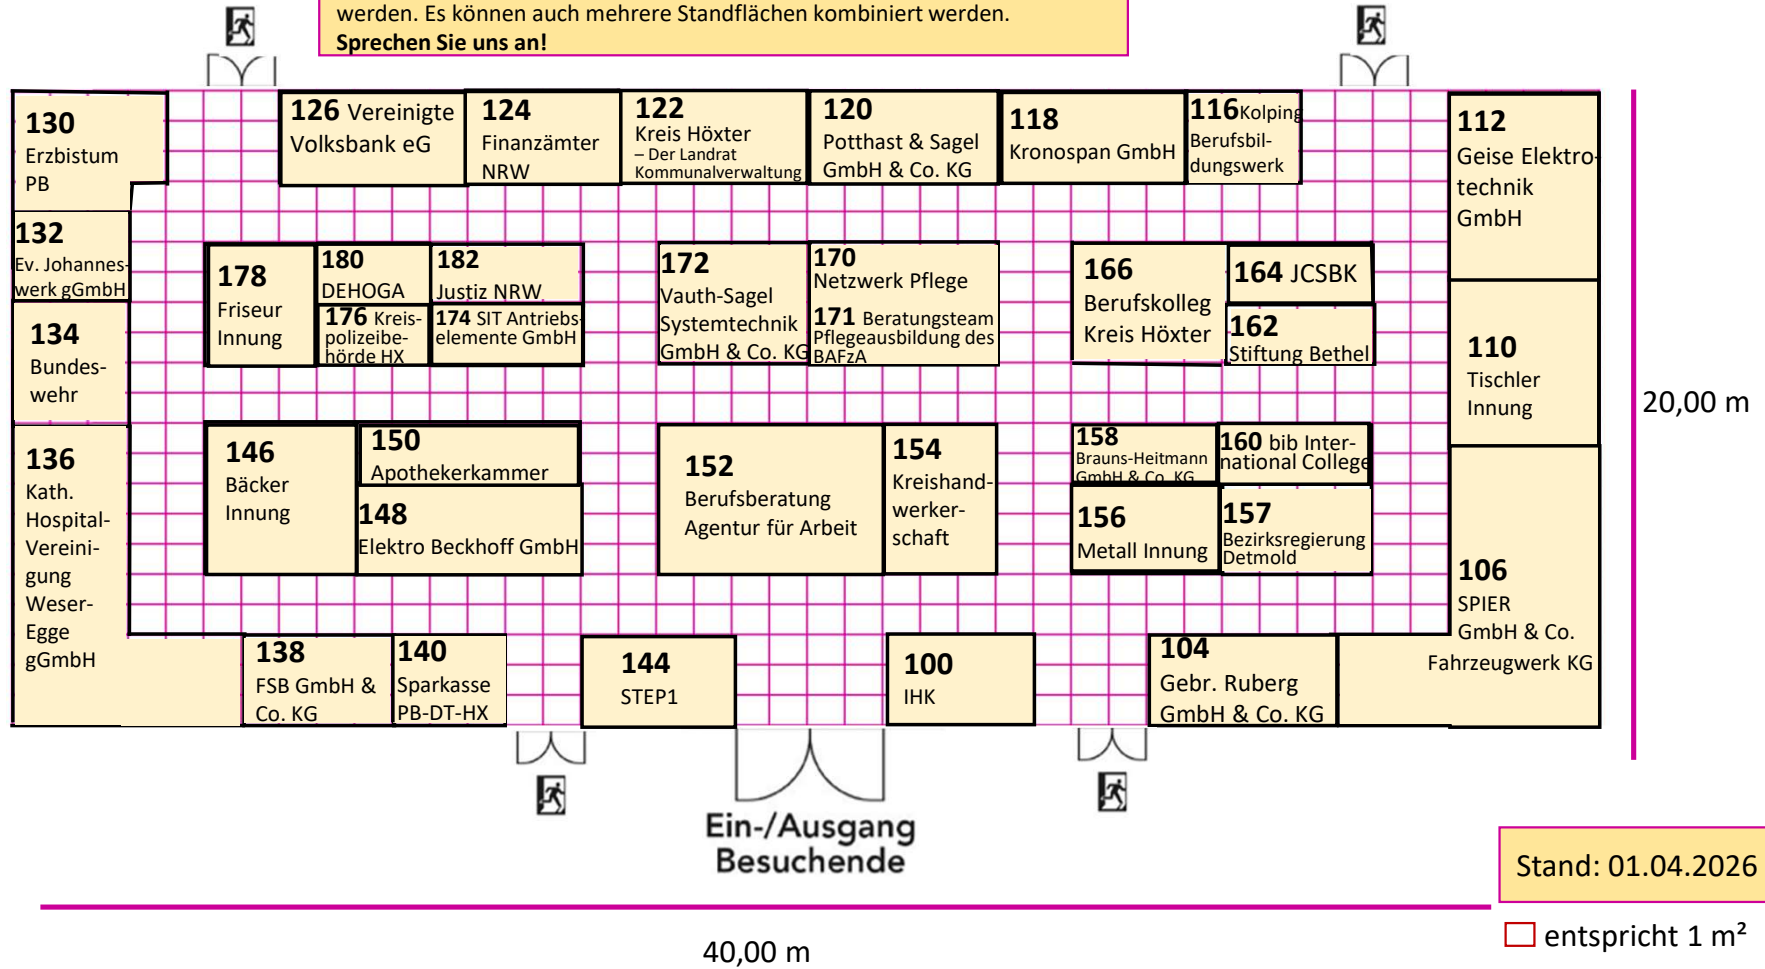 werden. Es können auch mehrere Standflächen kombiniert werden.
Sprechen Sie uns an!
130
Erzbistum
PB
126 Vereinigte
Volksbank eG
124
Finanzämter
NRW
122
Kreis Höxter
– Der Landrat
Kommunalverwaltung
120
Potthast & Sagel
GmbH & Co. KG
118
Kronospan GmbH
116 Kolping
Berufsbil-
dungswerk
112
Geise Elektro-
technik
GmbH
132
Ev. Johannes-
werk gGmbH
178
Friseur
Innung
180
DEHOGA
182
Justiz NRW
176 Kreis-
polizeibe-
hörde HX
174 SIT Antriebs-
elemente GmbH
172
Vauth-Sagel
Systemtechnik
GmbH & Co. KG
170
Netzwerk Pflege
171 Beratungsteam
Pflegeausbildung des
BAFzA
166
Berufskolleg
Kreis Höxter
164 JCSBK
162
Stiftung Bethel
134
Bundes-
wehr
110
Tischler
Innung
20,00 m
136
Kath.
Hospital-
Vereini-
gung
Weser-
Egge
gGmbH
146
Bäcker
Innung
150
Apothekerkammer
148
Elektro Beckhoff GmbH
152
Berufsberatung
Agentur für Arbeit
154
Kreishand-
werker-
schaft
158
Brauns-Heitmann
GmbH & Co. KG
160 bib Inter-
national College
156
Metall Innung
157
Bezirksregierung
Detmold
106
SPIER
GmbH & Co.
Fahrzeugwerk KG
138
FSB GmbH &
Co. KG
140
Sparkasse
PB-DT-HX
144
STEP1
100
IHK
104
Gebr. Ruberg
GmbH & Co. KG
Ein-/Ausgang
Besuchende
Stand: 01.04.2026
40,00 m
entspricht 1 m²